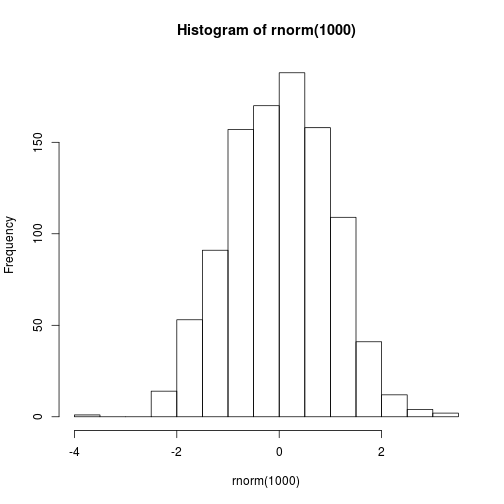 Histogram of rnorm(1000)
Frequency
150
100
50
0
-4 -2 0 2
rnorm(1000)